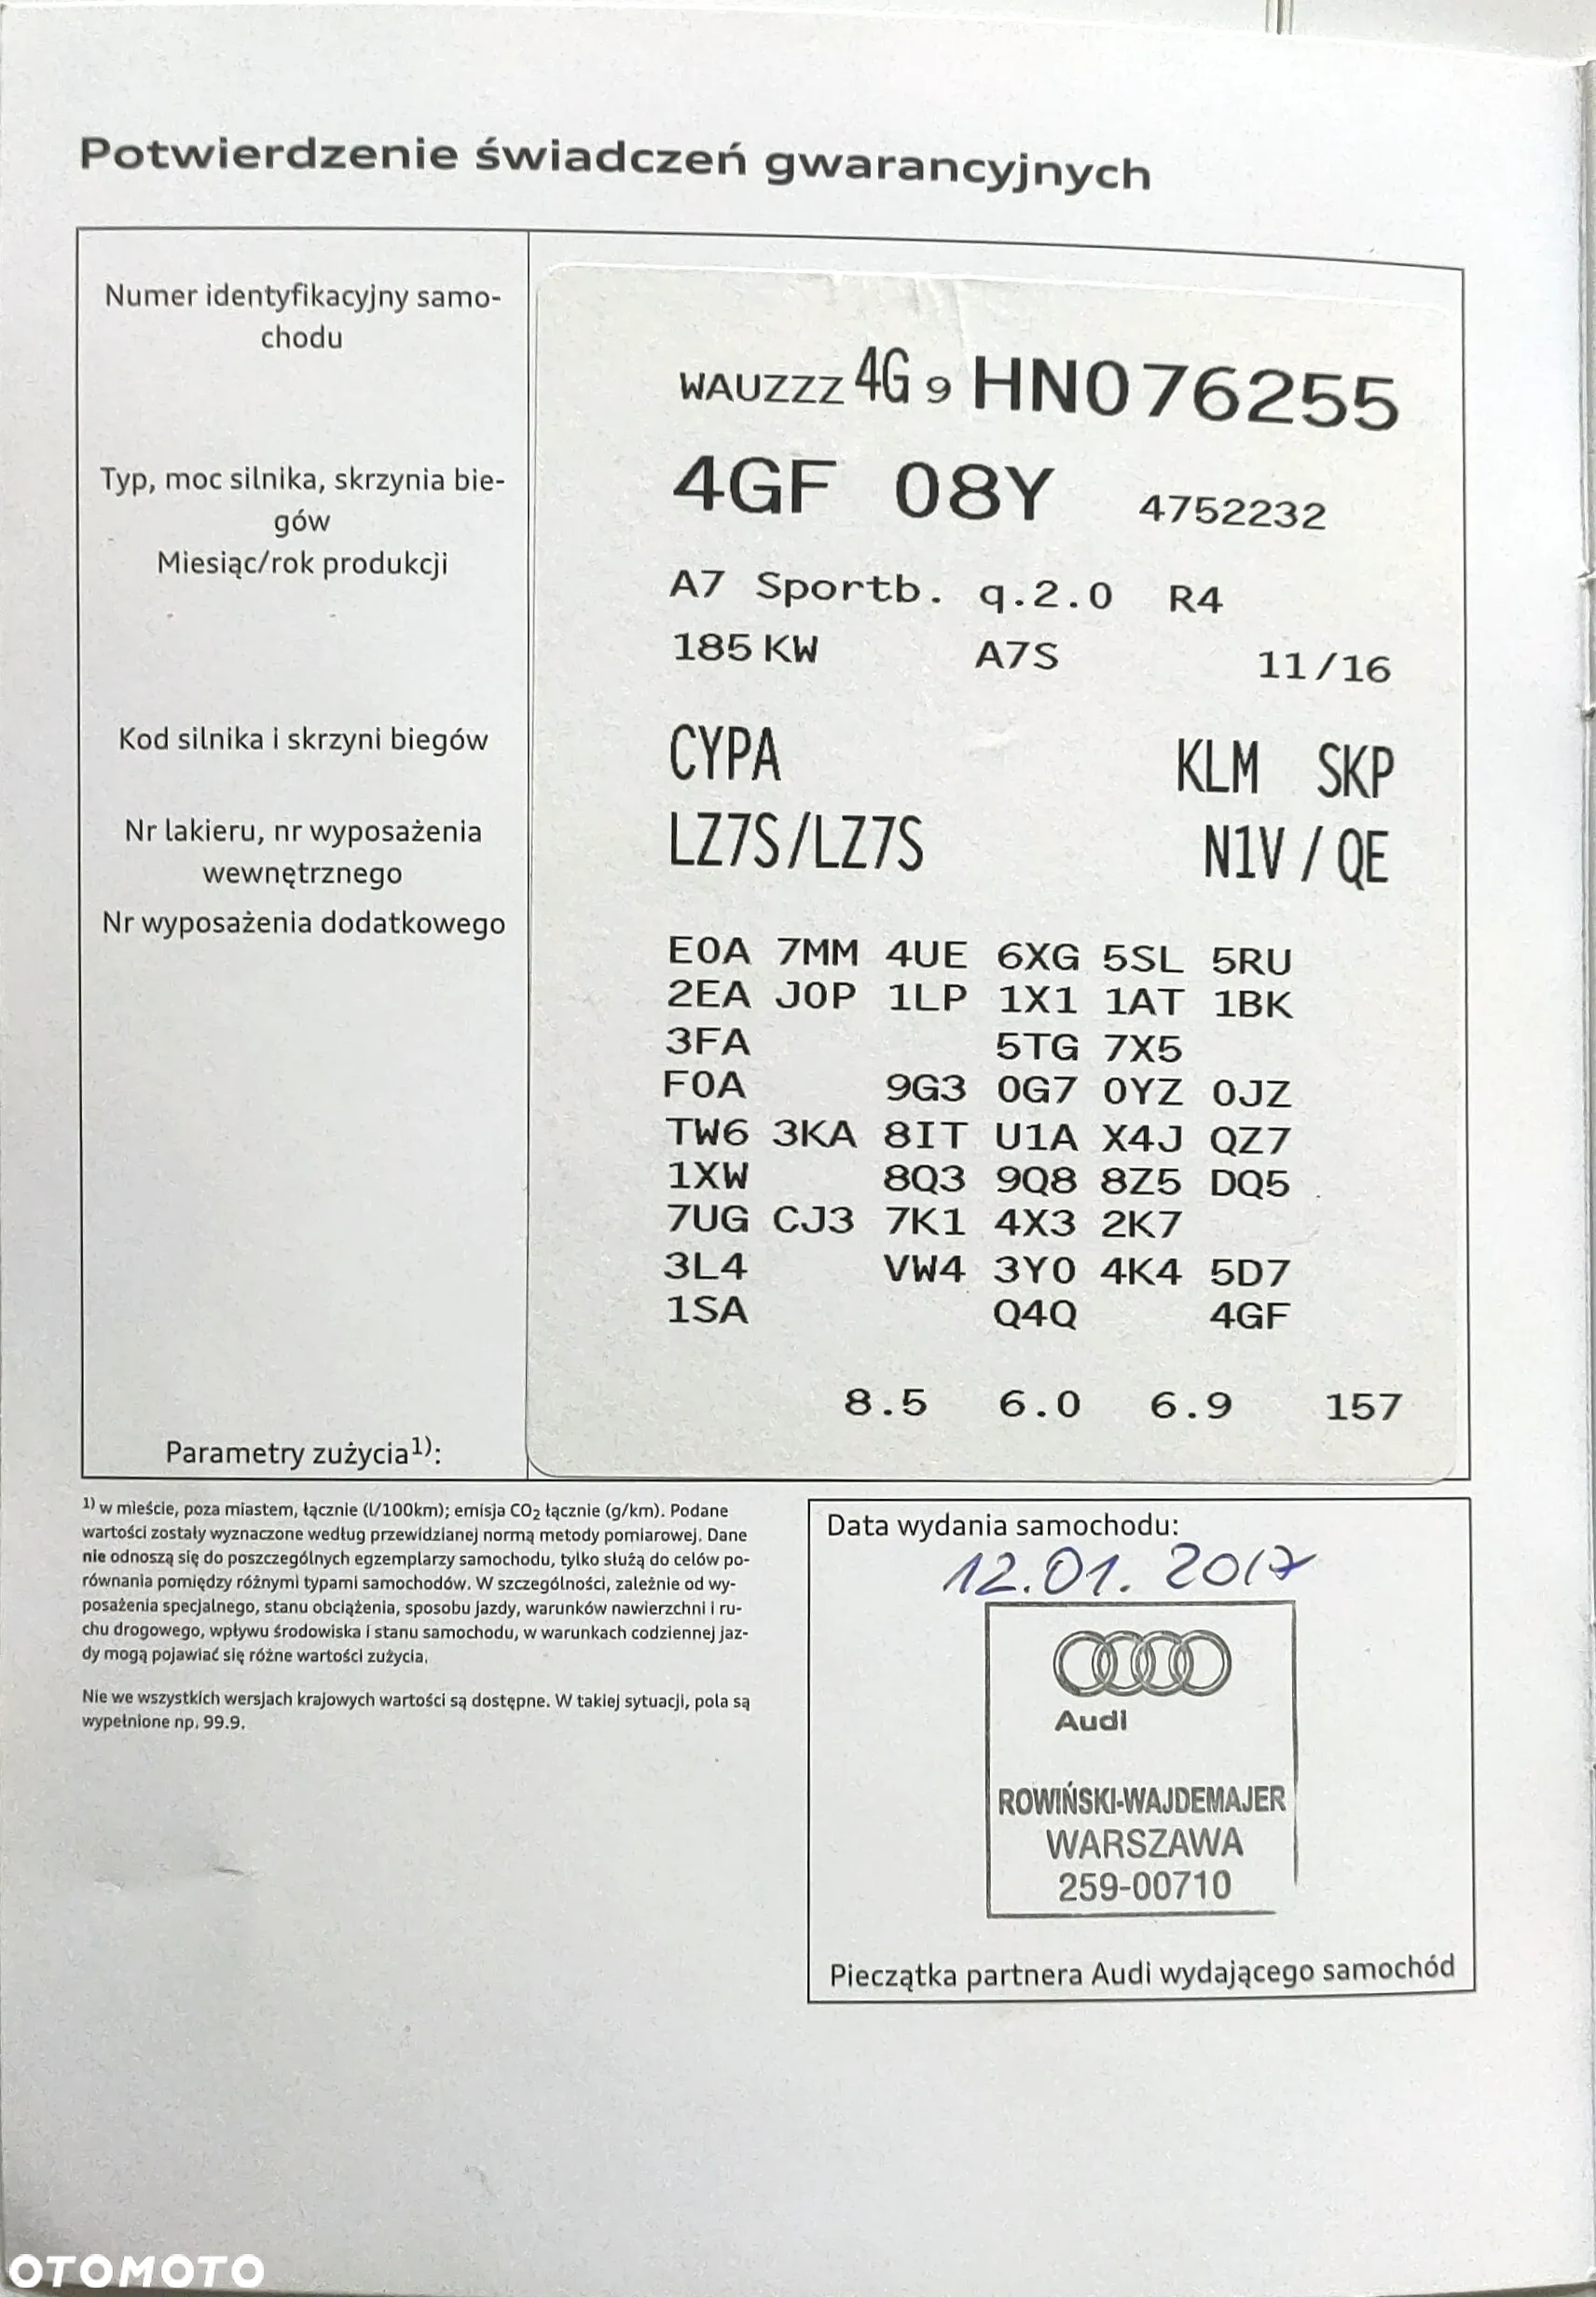 Potwierdzenie świadczeń gwarancyjnych
Numer identyfikacyjny samo-
chodu
WAUZZZ 4G 9 HN076255
Typ, moc silnika, skrzynia bie-
gów
Miesiąc/rok produkcji
4GF 08Y 4752232
A7 Sportb. q.2.0 R4
185 KW A7S 11/16
Kod silnika i skrzyni biegów
CYPA KLM SKP
Nr lakieru, nr wyposażenia
wewnętrznego
LZ7S/LZ7S N1V / QE
Nr wyposażenia dodatkowego
E0A 7MM 4UE 6XG 5SL 5RU
2EA J0P 1LP 1X1 1AT 1BK
3FA 5TG 7X5
F0A 9G3 0G7 0YZ 0JZ
TW6 3KA 8IT U1A X4J QZ7
1XW 8Q3 9Q8 8Z5 DQ5
7UG CJ3 7K1 4X3 2K7
3L4 VW4 3Y0 4K4 5D7
1SA Q4Q 4GF
8.5 6.0 6.9 157
Parametry zużycia1):
1) w mieście, poza miastem, łącznie (l/100km); emisja CO2 łącznie (g/km). Podane
wartości zostały wyznaczone według przewidzianej normą metody pomiarowej. Dane
nie odnoszą się do poszczególnych egzemplarzy samochodu, tylko służą do celów po-
równania pomiędzy różnymi typami samochodów. W szczególności, zależnie od wy-
posażenia specjalnego, stanu obciążenia, sposobu jazdy, warunków nawierzchni i ru-
chu drogowego, wpływu środowiska i stanu samochodu, w warunkach codziennej jaz-
dy mogą pojawiać się różne wartości zużycia.
Nie we wszystkich wersjach krajowych wartości są dostępne. W takiej sytuacji, pola są
wypełnione np. 99.9.
Data wydania samochodu:
12.01.2017
Audi
ROWIŃSKI-WAJDEMAJER
WARSZAWA
259-00710
Pieczątka partnera Audi wydającego samochód
OTOMOTO